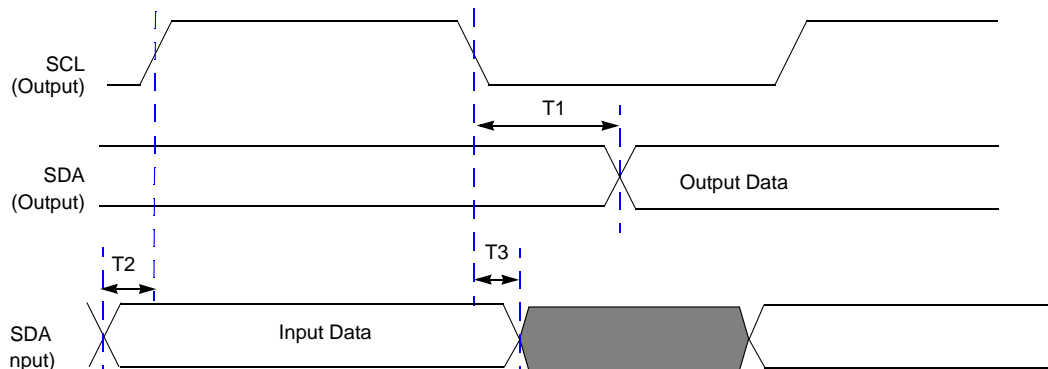 SCL
(Output)
T1
SDA
(Output)
Output Data
T2
T3
SDA
nput)
Input Data